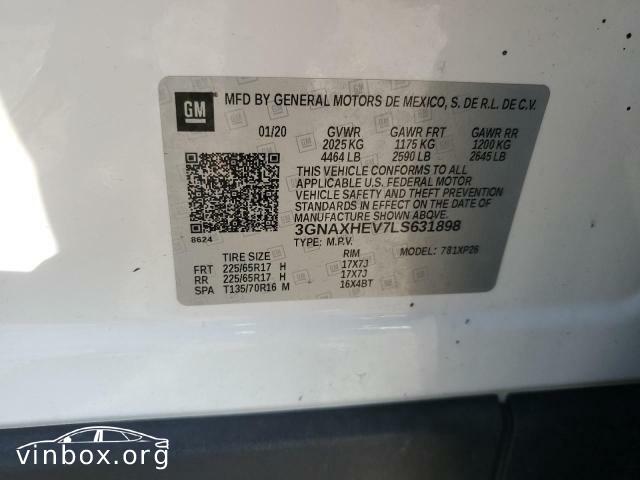 GM
MFD BY GENERAL MOTORS DE MEXICO, S. DE R.L. DE C.V.
01/20 GVWR GAWR FRT GAWR RR
2025 KG 1175 KG 1200 KG
4464 LB 2590 LB 2645 LB
THIS VEHICLE CONFORMS TO ALL
APPLICABLE U.S. FEDERAL MOTOR
VEHICLE SAFETY AND THEFT PREVENTION
STANDARDS IN EFFECT ON THE DATE OF
MANUFACTURE SHOWN ABOVE.
8624 3GNAXHEV7LS631898
TYPE: M.P.V. MODEL: 781XP26
TIRE SIZE RIM
FRT 225/65R17 H 17X7J
RR 225/65R17 H 17X7J
SPA T135/70R16 M 16X4BT
vinbox.org